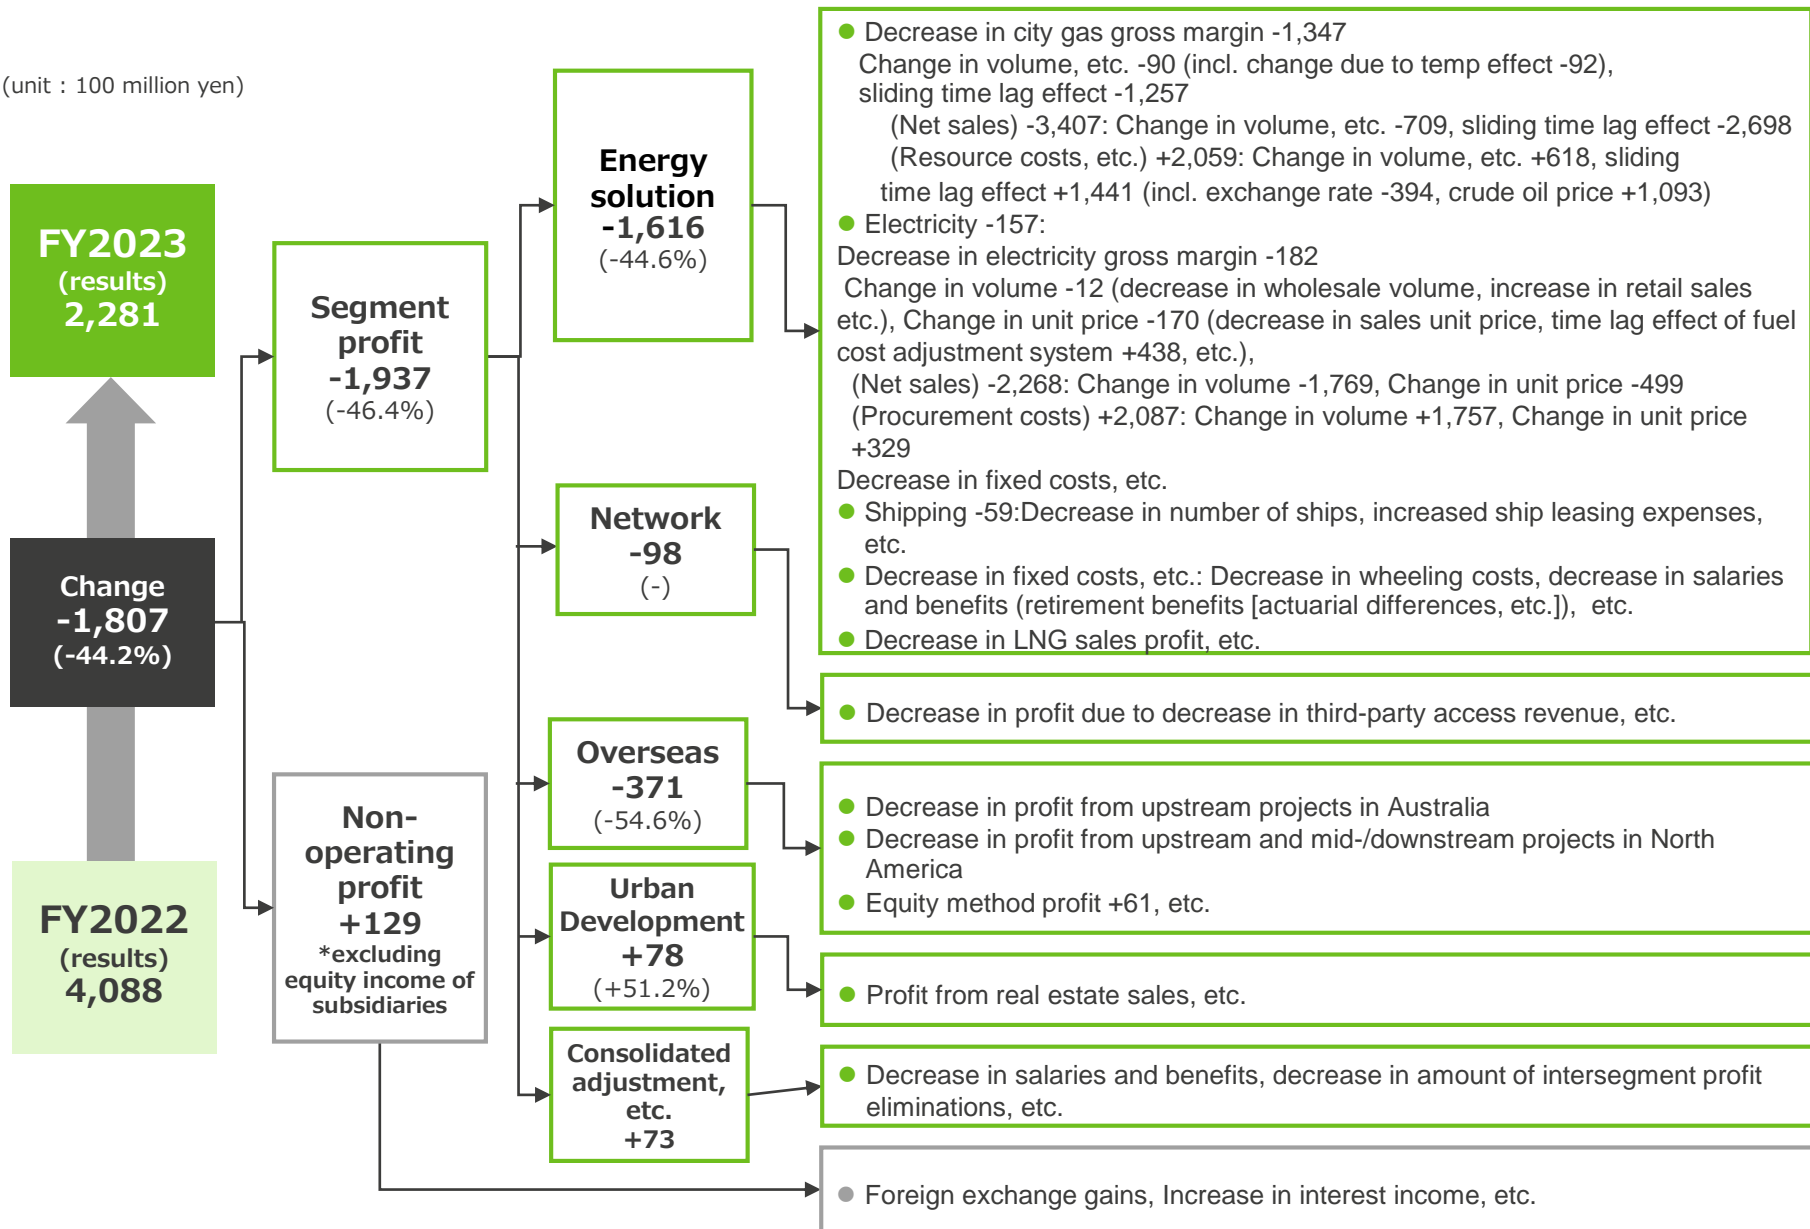 (unit : 100 million yen)
FY2023
(results)
2,281
Change
-1,807
(-44.2%)
FY2022
(results)
4,088
Segment
profit
-1,937
(-46.4%)
Non-
operating
profit
+129
*excluding
equity income of
subsidiaries
Energy
solution
-1,616
(-44.6%)
Network
-98
(-)
Overseas
-371
(-54.6%)
Urban
Development
+78
(+51.2%)
Consolidated
adjustment,
etc.
+73
● Decrease in city gas gross margin -1,347
Change in volume, etc. -90 (incl. change due to temp effect -92),
sliding time lag effect -1,257
(Net sales) -3,407: Change in volume, etc. -709, sliding time lag effect -2,698
(Resource costs, etc.) +2,059: Change in volume, etc. +618, sliding
time lag effect +1,441 (incl. exchange rate -394, crude oil price +1,093)
● Electricity -157:
Decrease in electricity gross margin -182
Change in volume -12 (decrease in wholesale volume, increase in retail sales
etc.), Change in unit price -170 (decrease in sales unit price, time lag effect of fuel
cost adjustment system +438, etc.),
(Net sales) -2,268: Change in volume -1,769, Change in unit price -499
(Procurement costs) +2,087: Change in volume +1,757, Change in unit price
+329
Decrease in fixed costs, etc.
● Shipping -59:Decrease in number of ships, increased ship leasing expenses,
etc.
● Decrease in fixed costs, etc.: Decrease in wheeling costs, decrease in salaries
and benefits (retirement benefits [actuarial differences, etc.]), etc.
● Decrease in LNG sales profit, etc.
● Decrease in profit due to decrease in third-party access revenue, etc.
● Decrease in profit from upstream projects in Australia
● Decrease in profit from upstream and mid-/downstream projects in North
America
● Equity method profit +61, etc.
● Profit from real estate sales, etc.
● Decrease in salaries and benefits, decrease in amount of intersegment profit
eliminations, etc.
● Foreign exchange gains, Increase in interest income, etc.